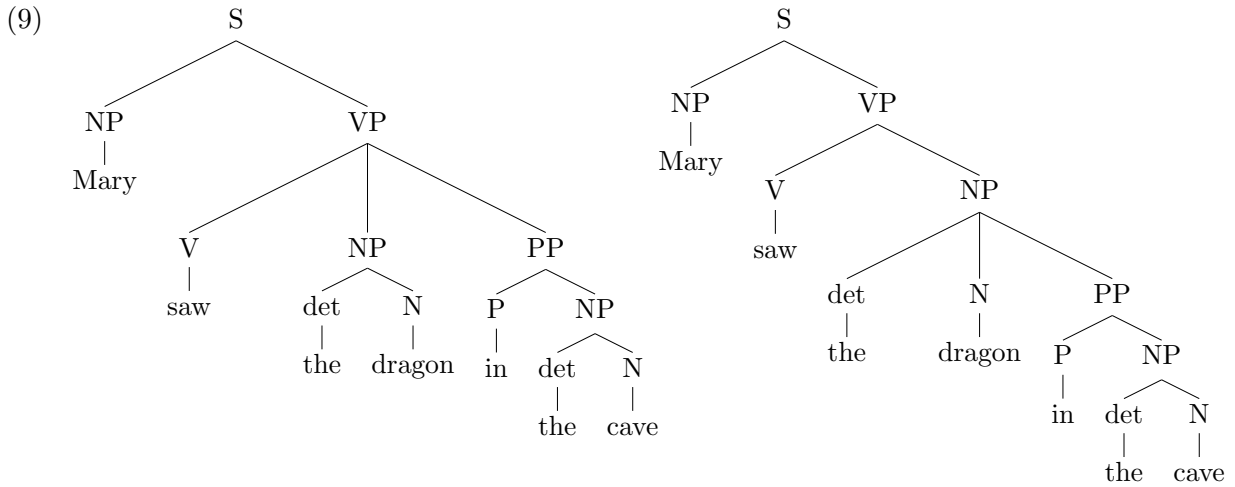 (9) S S
NP VP NP VP
Mary Mary
V NP
V NP PP
saw
saw det N P NP det N PP
the dragon in det N the dragon P NP
the cave in det N
the cave